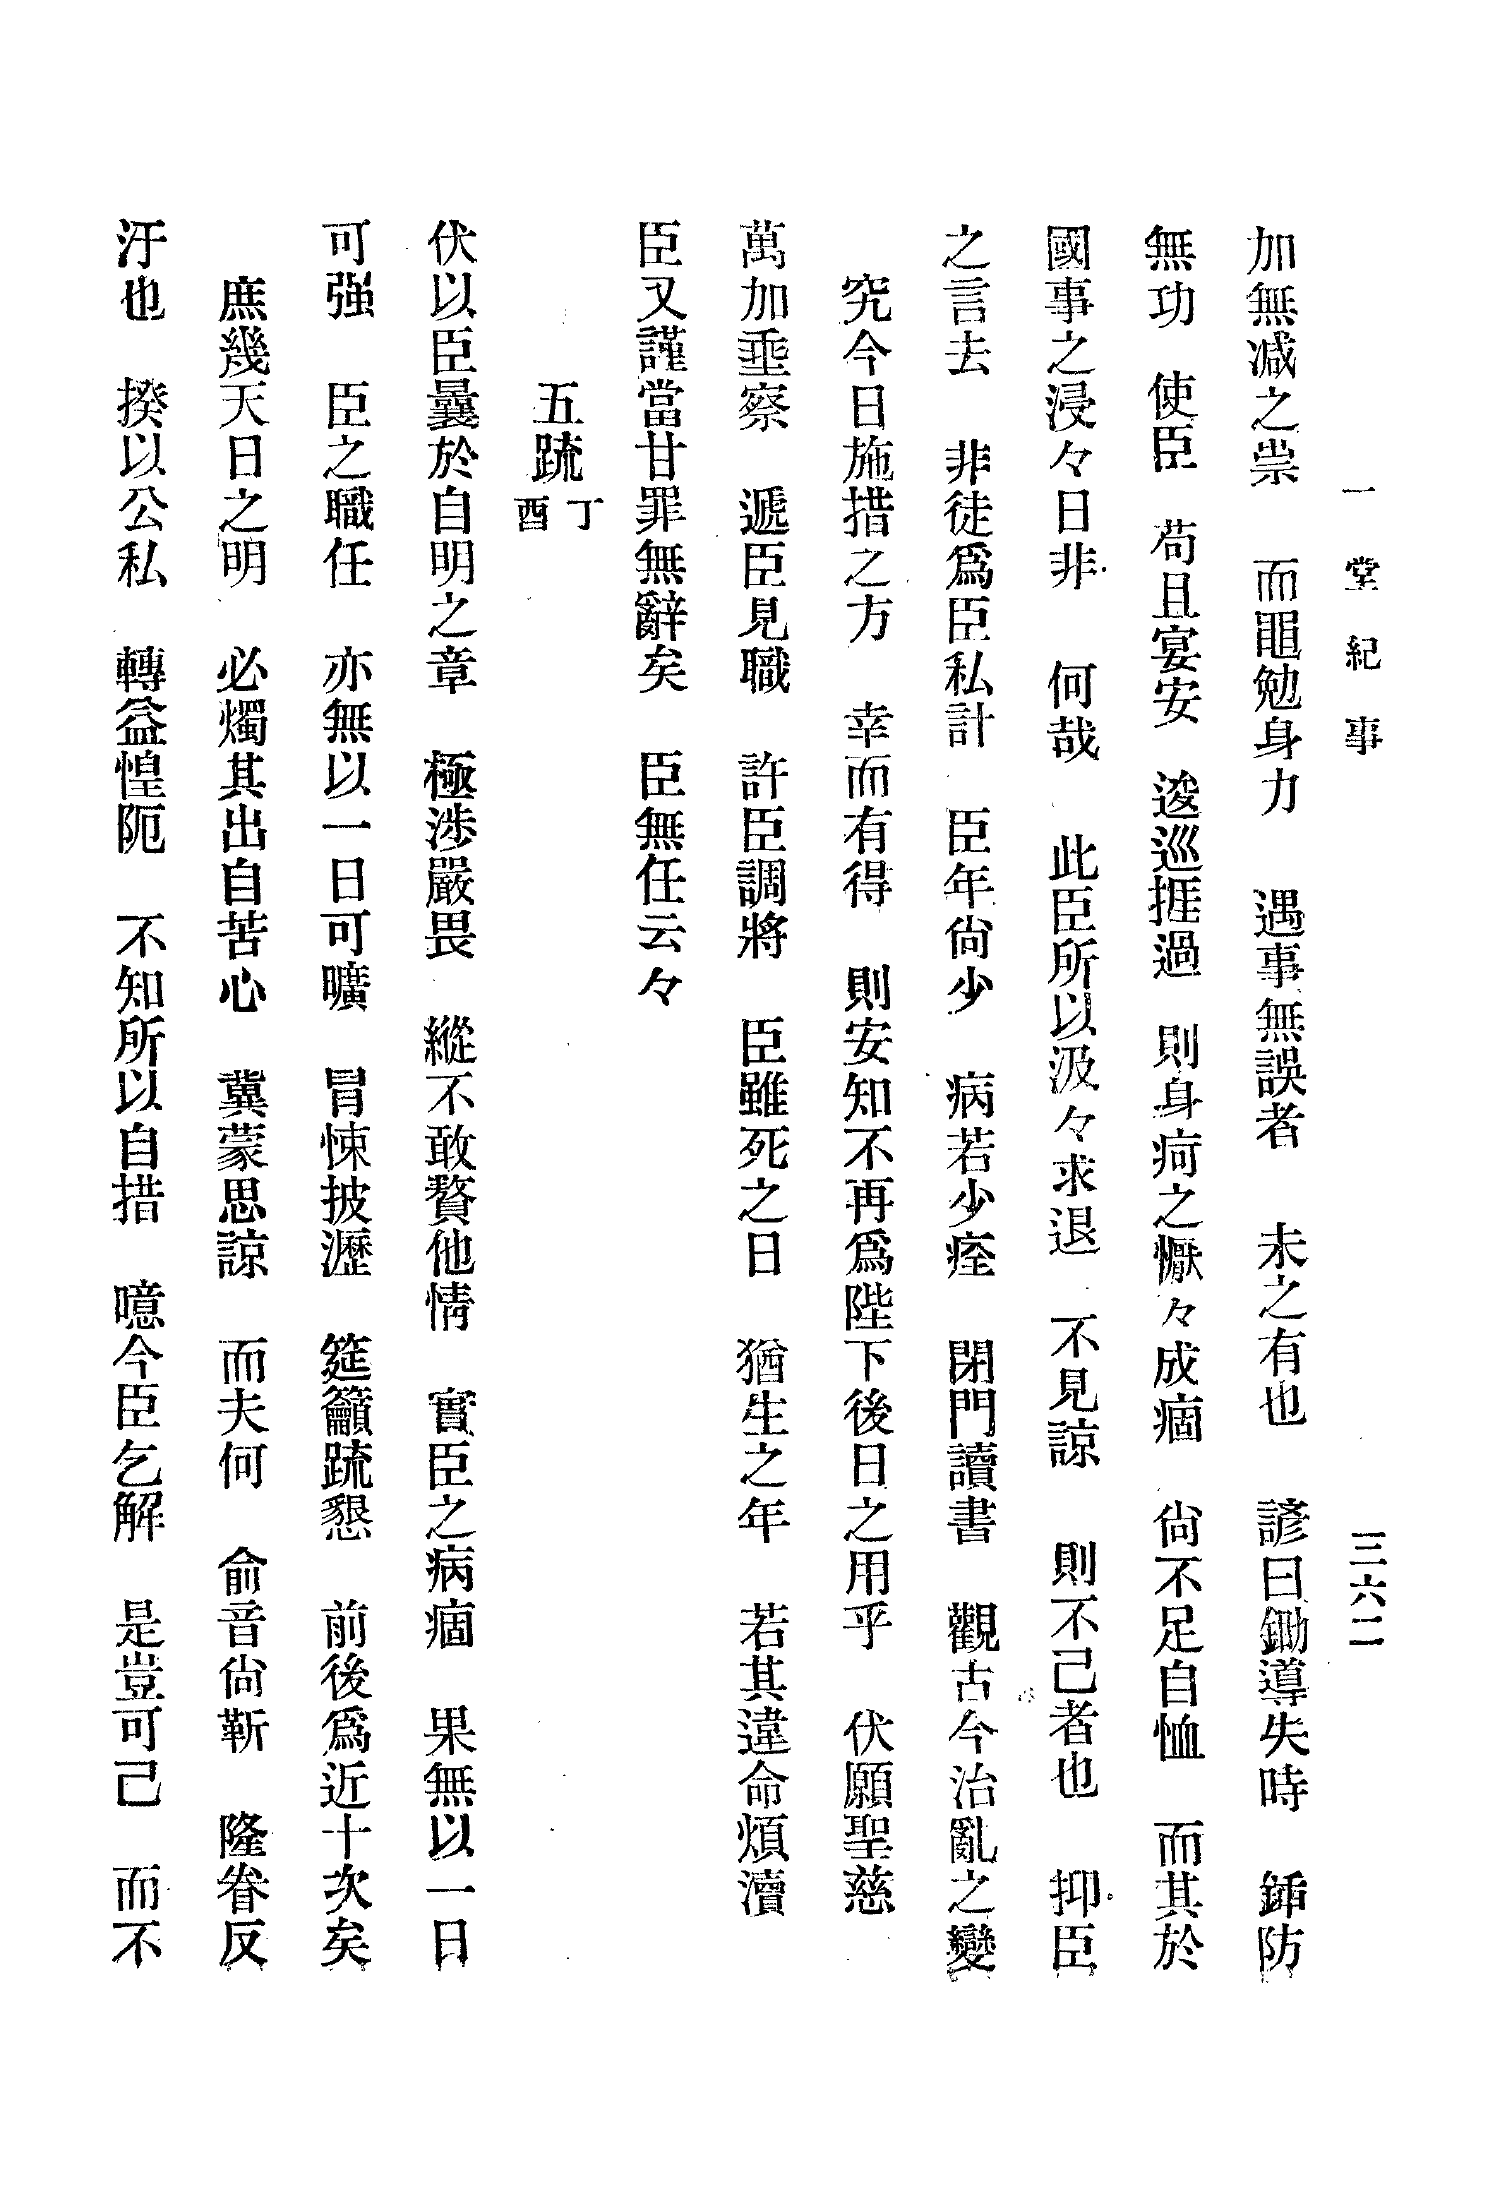 一堂紀事 三六二
加無減之祟 而黽勉身力 遇事無誤者 未之有也 諺曰鋤導失時 鍤防
無功 使臣 苟且宴安 逡巡捱過 則身痾之懨々成痼 尙不足自恤 而其於
國事之浸々日非 何哉 此臣所以汲々求退 不見諒 則不己者也 抑臣
之言去 非徒爲臣私計 臣年尙少 病若少痊 閉門讀書 觀古今治亂之變
究今日施措之方 幸而有得 則安知不再爲陛下後日之用乎 伏願聖慈
萬加垂察 遞臣見職 許臣調將 臣雖死之日 猶生之年 若其違命煩瀆
臣又謹當甘罪無辭矣 臣無任云々
五疏 丁酉
伏以臣曩於自明之章 極涉嚴畏 縱不敢贅他情 實臣之病痼 果無以一日
可强 臣之職任 亦無以一日可曠 冒悚披瀝 筵籲疏懇 前後爲近十次矣
庶幾天日之明 必燭其出自苦心 冀蒙思諒 而夫何 俞音尙靳 隆眷反
汙也 揆以公私 轉益惶阨 不知所以自措 噫今臣乞解 是豈可己 而不